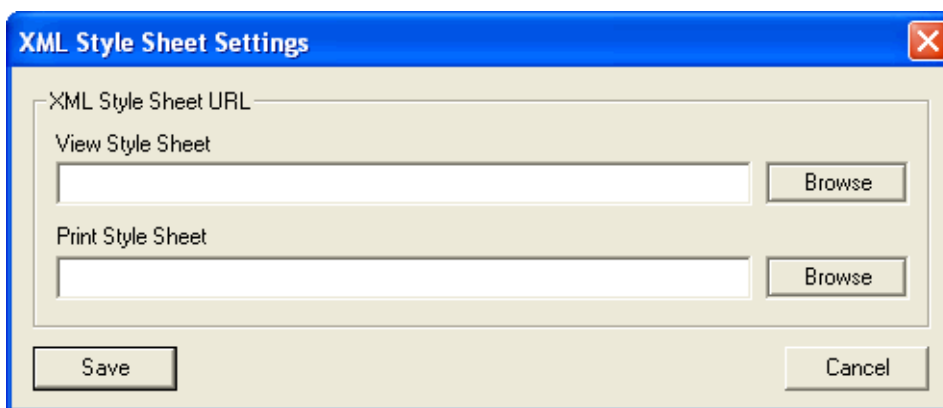 XML Style Sheet Settings
XML Style Sheet URL
View Style Sheet
Browse
Print Style Sheet
Browse
Save
Cancel